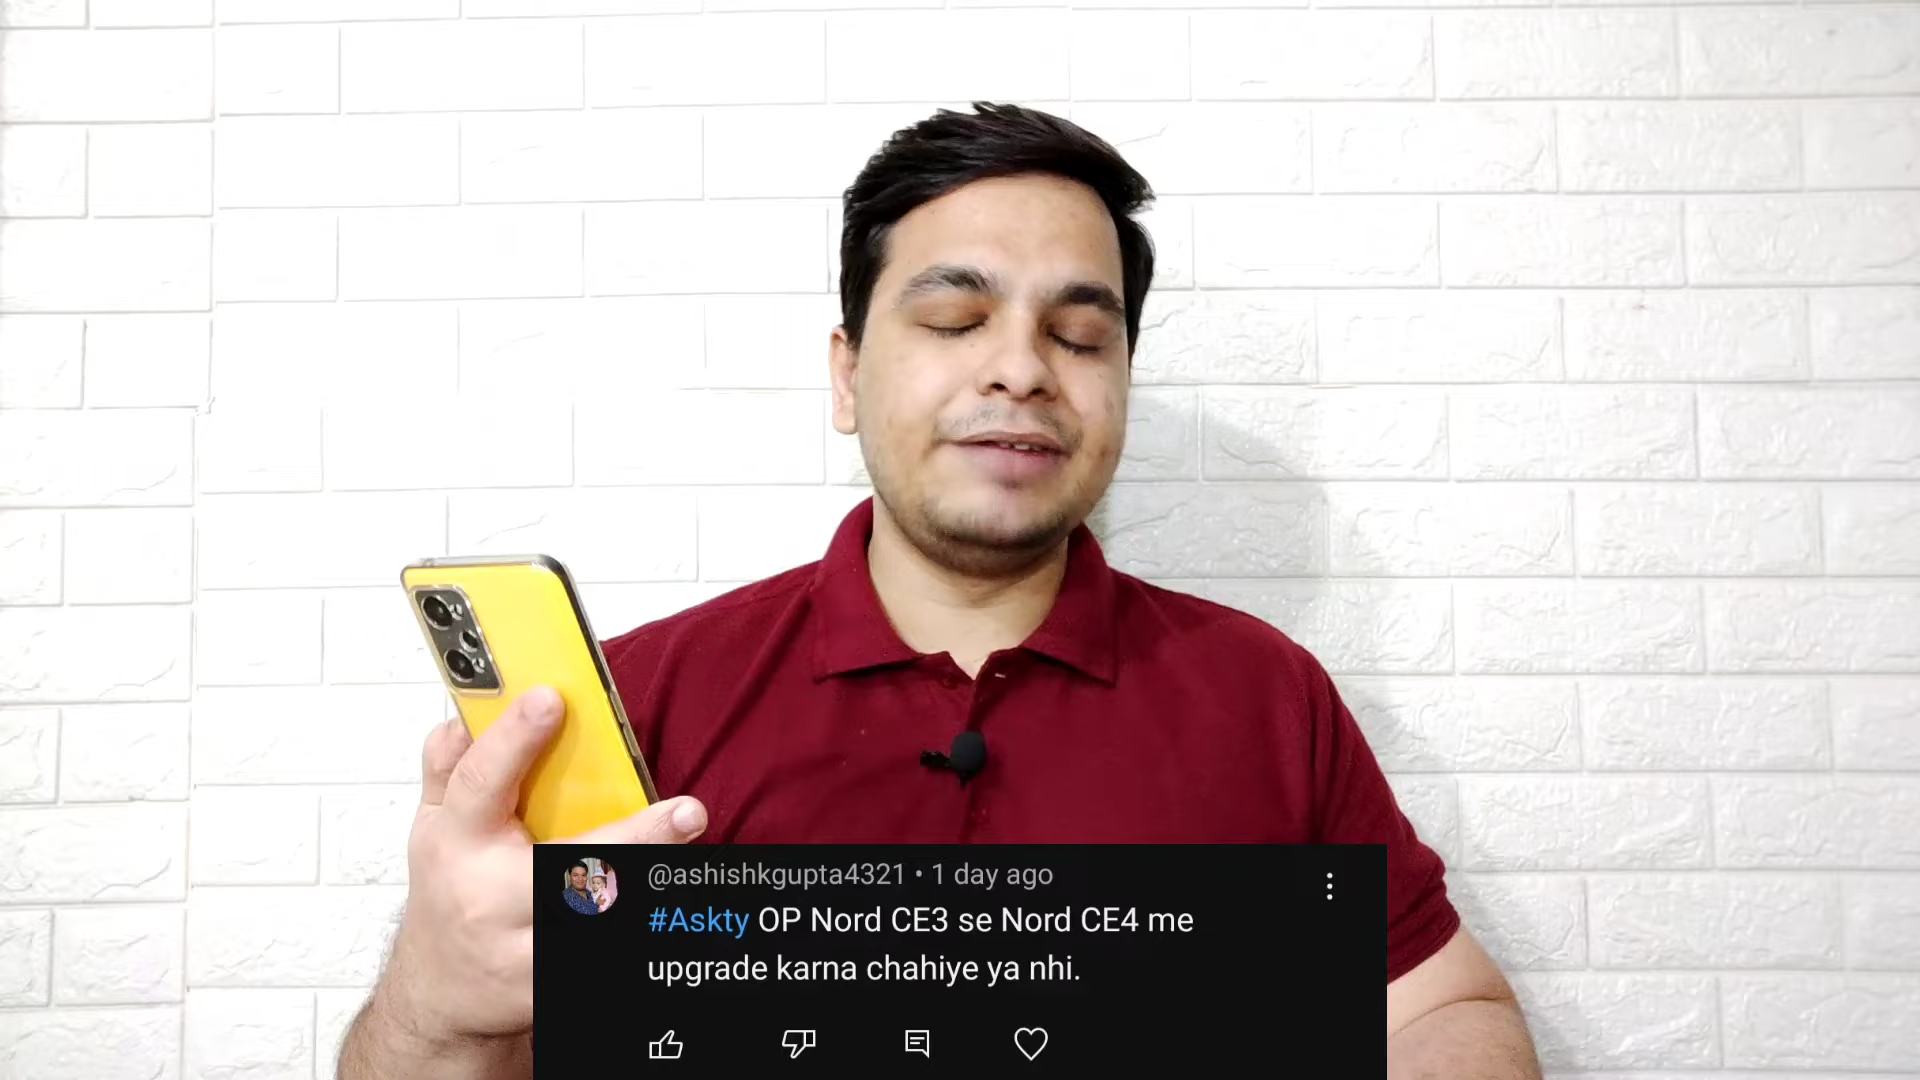 @ashishkgupta4321 • 1 day ago
#Askty OP Nord CE3 se Nord CE4 me
upgrade karna chahiye ya nhi.